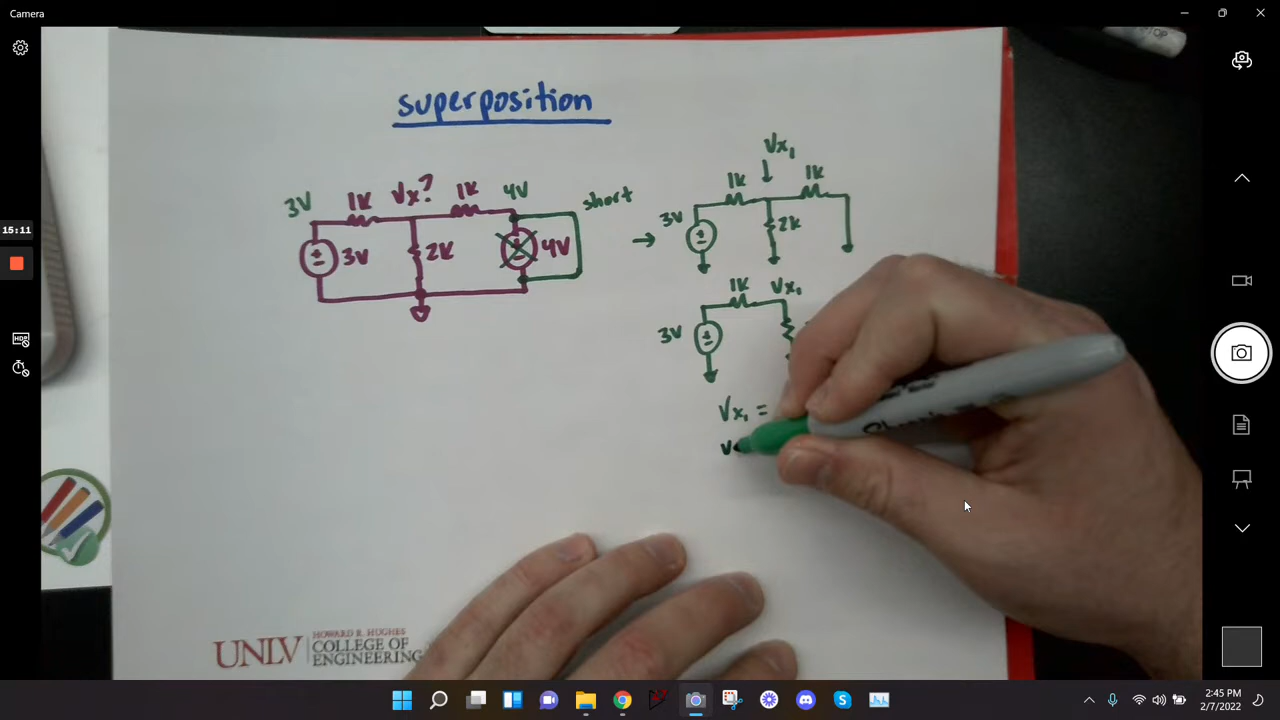 Camera
superposition
3V 1K Vx? 1K 4V short
3V 2K 4V
Vx1
1K 1K
3V 2K
1K Vx1
3V
Vx1 =
V
UNLV HOWARD R. HUGHES COLLEGE OF ENGINEERING
15:11
HDR
2:45 PM
2/7/2022